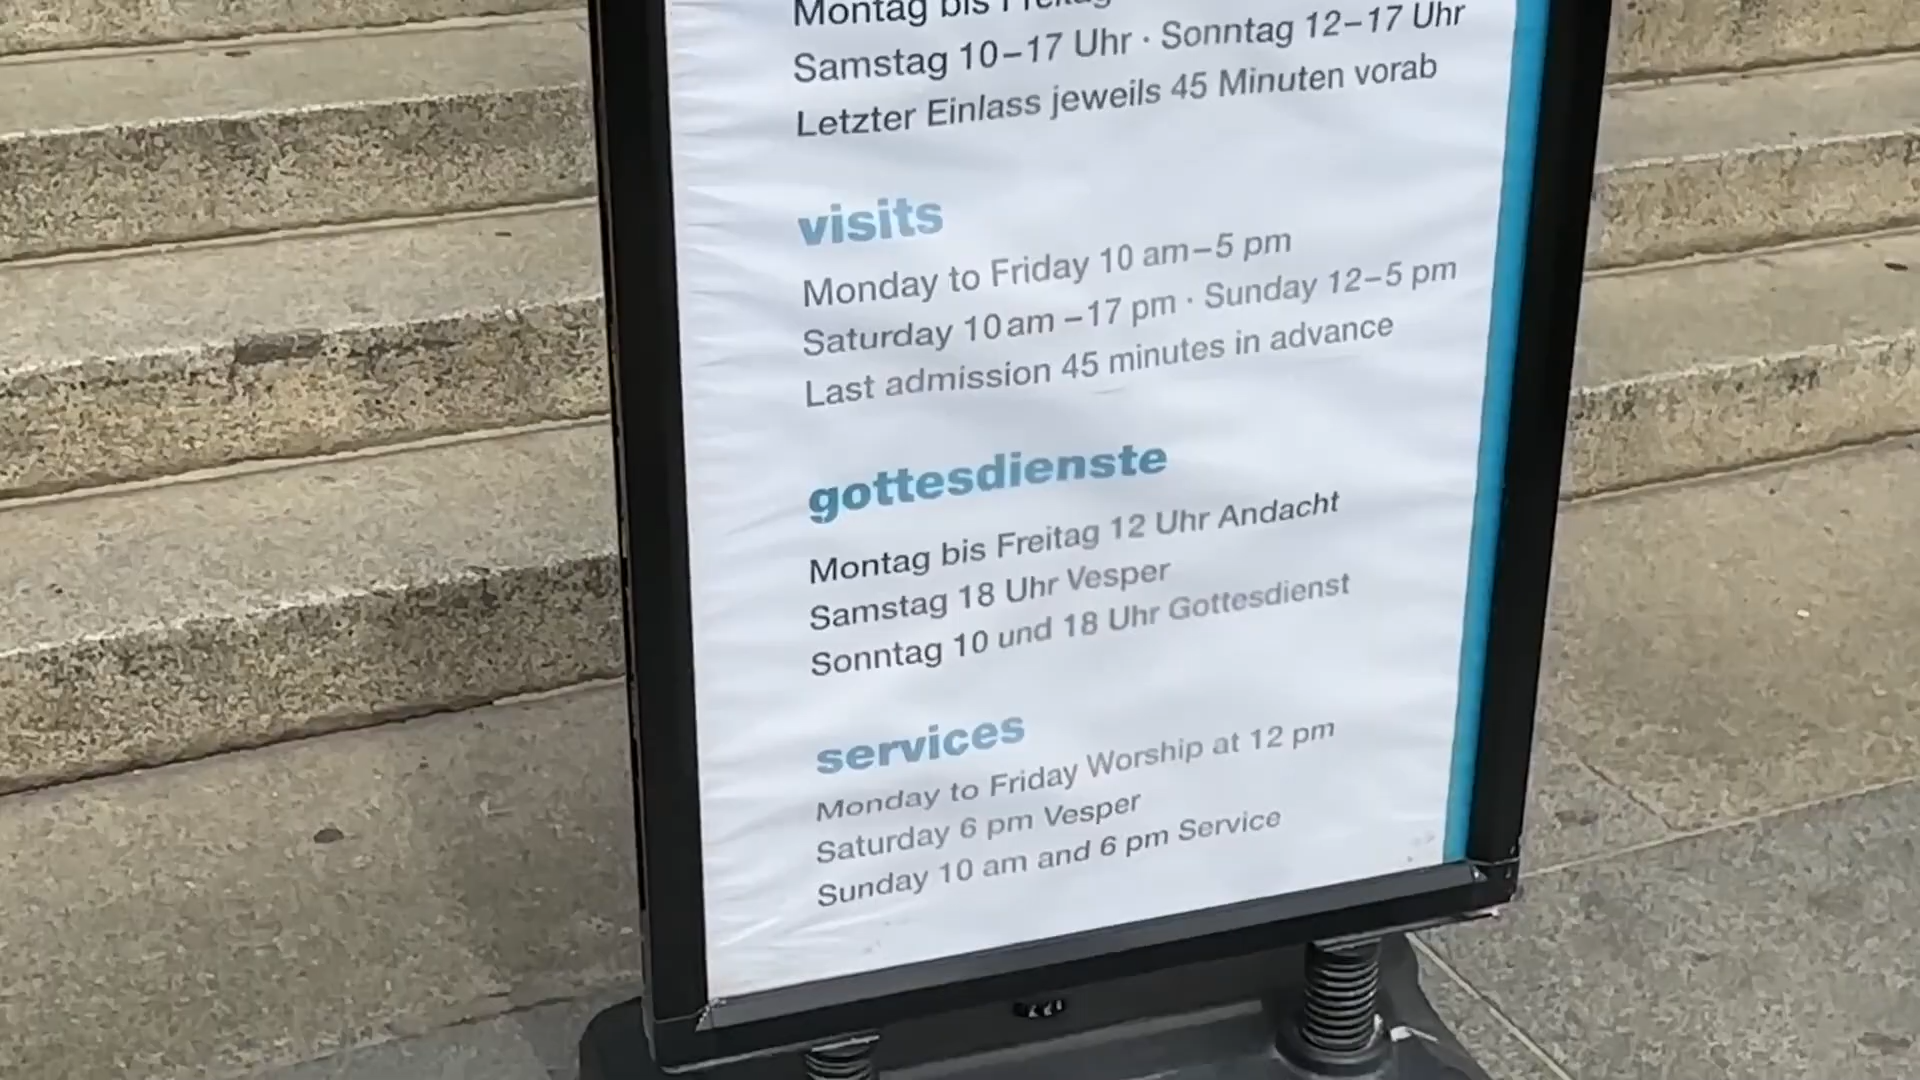 Montag bis Freitag
Samstag 10–17 Uhr · Sonntag 12–17 Uhr
Letzter Einlass jeweils 45 Minuten vorab
visits
Monday to Friday 10 am–5 pm
Saturday 10 am –17 pm · Sunday 12–5 pm
Last admission 45 minutes in advance
gottesdienste
Montag bis Freitag 12 Uhr Andacht
Samstag 18 Uhr Vesper
Sonntag 10 und 18 Uhr Gottesdienst
services
Monday to Friday Worship at 12 pm
Saturday 6 pm Vesper
Sunday 10 am and 6 pm Service